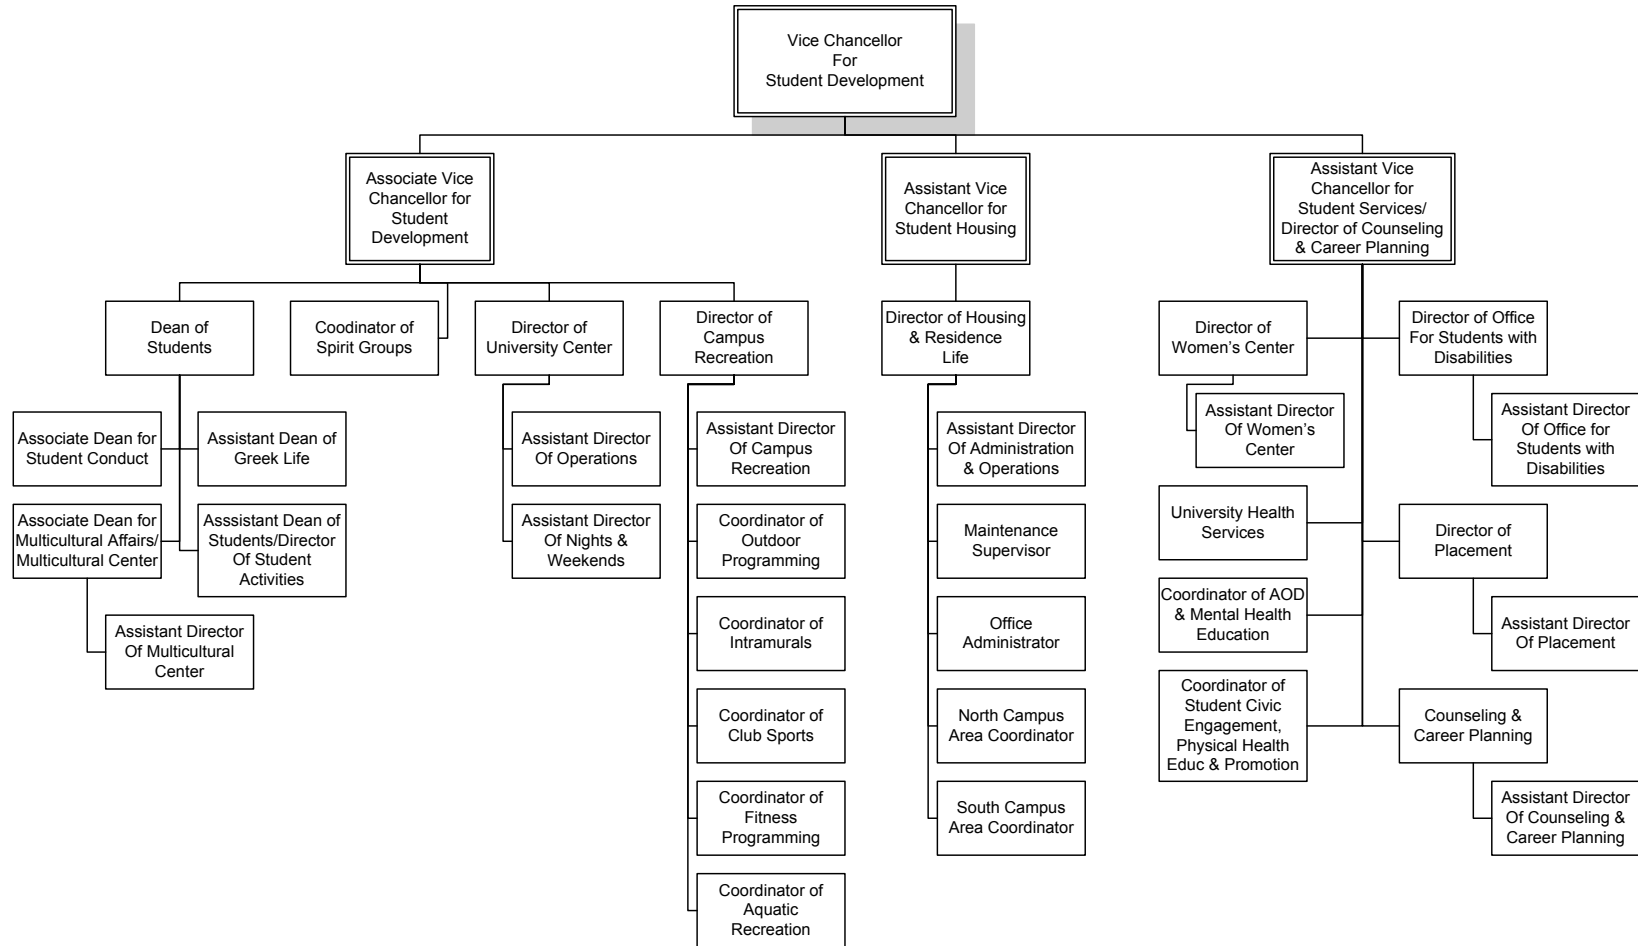 Vice Chancellor
For
Student Development
Associate Vice
Chancellor for
Student
Development
Assistant Vice
Chancellor for
Student Housing
Assistant Vice
Chancellor for
Student Services/
Director of Counseling
& Career Planning
Dean of
Students
Coodinator of
Spirit Groups
Director of
University Center
Director of
Campus
Recreation
Director of Housing
& Residence
Life
Director of
Women's Center
Director of Office
For Students with
Disabilities
Associate Dean for
Student Conduct
Assistant Dean of
Greek Life
Assistant Director
Of Operations
Assistant Director
Of Campus
Recreation
Assistant Director
Of Administration
& Operations
Assistant Director
Of Women's
Center
Assistant Director
Of Office for
Students with
Disabilities
Associate Dean for
Multicultural Affairs/
Multicultural Center
Asssistant Dean of
Students/Director
Of Student
Activities
Assistant Director
Of Nights &
Weekends
Coordinator of
Outdoor
Programming
Maintenance
Supervisor
University Health
Services
Director of
Placement
Assistant Director
Of Multicultural
Center
Coordinator of
Intramurals
Office
Administrator
Coordinator of AOD
& Mental Health
Education
Assistant Director
Of Placement
Coordinator of
Club Sports
North Campus
Area Coordinator
Coordinator of
Student Civic
Engagement,
Physical Health
Educ & Promotion
Counseling &
Career Planning
Coordinator of
Fitness
Programming
South Campus
Area Coordinator
Assistant Director
Of Counseling &
Career Planning
Coordinator of
Aquatic
Recreation